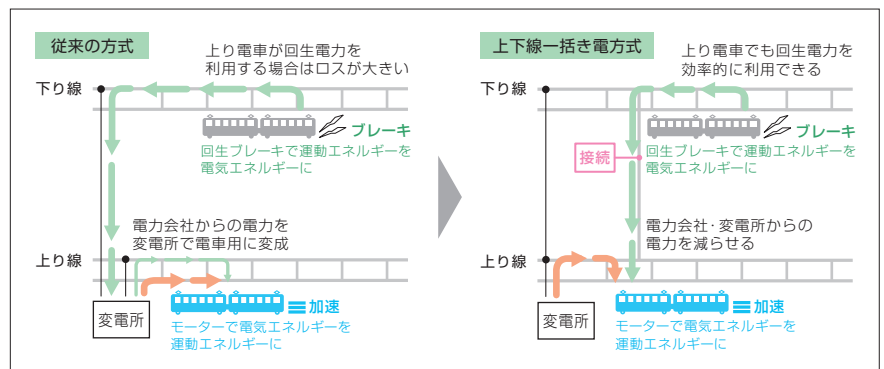 従来の方式
上り電車が回生電力を
利用する場合はロスが大きい
下り線
ブレーキ
回生ブレーキで運動エネルギーを
電気エネルギーに
電力会社からの電力を
変電所で電車用に変成
上り線
変電所
加速
モーターで電気エネルギーを
運動エネルギーに
上下線一括き電方式
上り電車でも回生電力を
効率的に利用できる
下り線
ブレーキ
接続
回生ブレーキで運動エネルギーを
電気エネルギーに
電力会社・変電所からの
電力を減らせる
上り線
変電所
加速
モーターで電気エネルギーを
運動エネルギーに